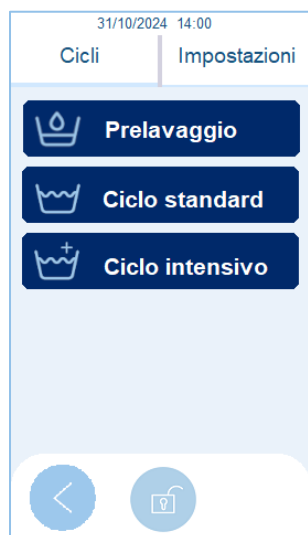 31/10/2024 14:00
Cicli Impostazioni
Prelavaggio
Ciclo standard
Ciclo intensivo